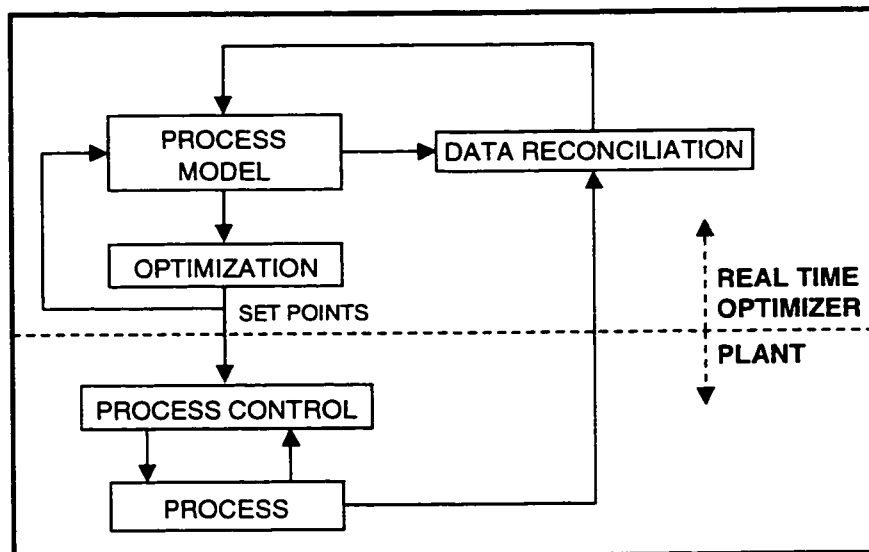 PROCESS
MODEL
DATA RECONCILIATION
OPTIMIZATION
SET POINTS
REAL TIME
OPTIMIZER
PLANT
PROCESS CONTROL
PROCESS